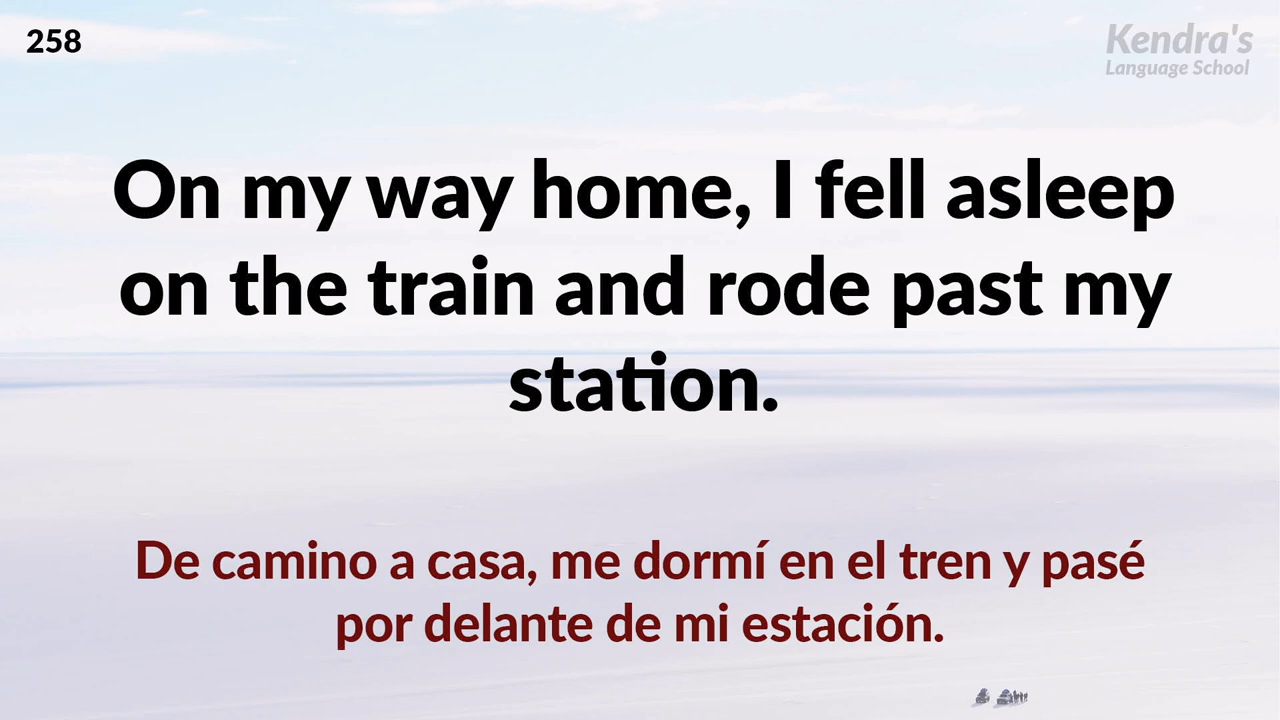 258
Kendra's
Language School
On my way home, I fell asleep
on the train and rode past my
station.
De camino a casa, me dormí en el tren y pasé
por delante de mi estación.